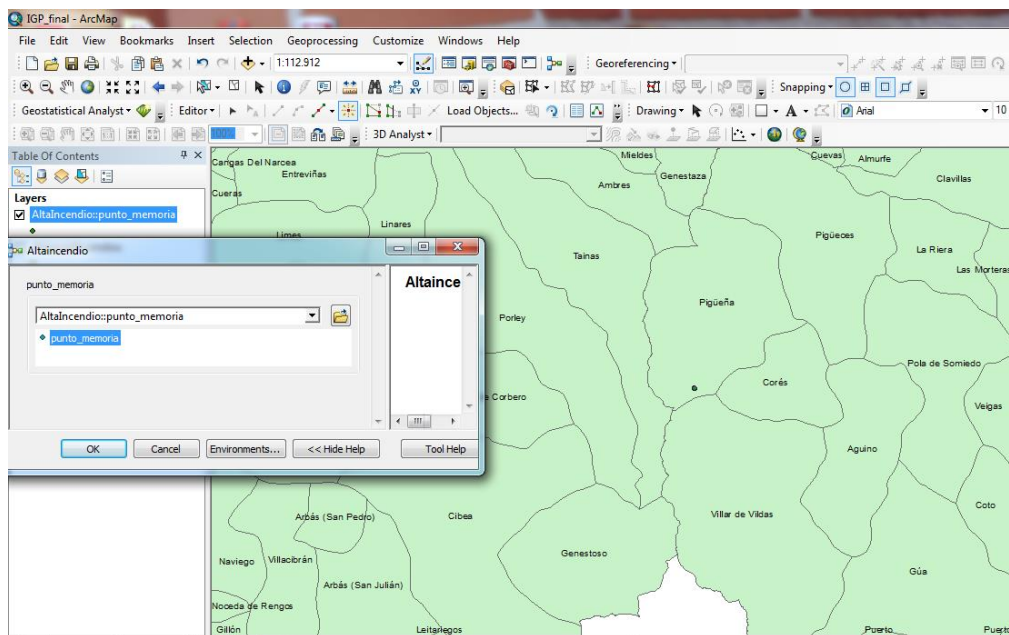 IGP_final - ArcMap
File Edit View Bookmarks Insert Selection Geoprocessing Customize Windows Help
1:112.912 Georeferencing
Snapping
Geostatistical Analyst Editor Load Objects... Drawing Arial 10
100% 3D Analyst
Table Of Contents
Layers
AltaIncendio::punto_memoria
Altaincendio
punto_memoria
AltaIncendio::punto_memoria
punto_memoria
Altaince
OK Cancel Environments... << Hide Help Tool Help
Cangas Del Narcea
Entreviñas
Cueras
Limes
Linares
Mieldes
Ambres
Genestaza
Cuevas
Almurfe
Clavillas
Tainas
Pigüeces
La Riera
Las Morteras
Porley
Pigüeña
Corbero
Corés
Pola de Somiedo
Veigas
Aguino
Arbás (San Pedro)
Cibea
Villar de Vildas
Coto
Naviego
Villacibrán
Genestoso
Gúa
Arbás (San Julián)
Noceda de Rengos
Gillón
Leitariegos
Puerto
Puert